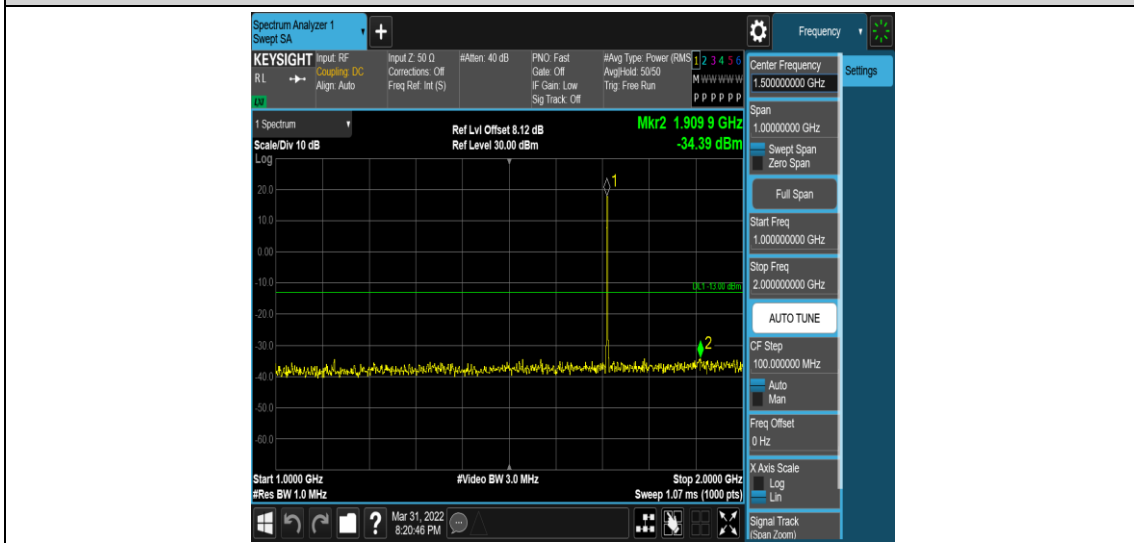 Spectrum Analyzer 1
Swept SA
+
Frequency
KEYSIGHT
RL
Input: RF
Coupling: DC
Align: Auto
Input Z: 50 Ω
Corrections: Off
Freq Ref: Int (S)
#Atten: 40 dB
PNO: Fast
Gate: Off
IF Gain: Low
Sig Track: Off
#Avg Type: Power (RMS
Avg|Hold: 50/50
Trig: Free Run
1 2 3 4 5 6
M W W W W W
P P P P P P
1 Spectrum
Scale/Div 10 dB
Ref Lvl Offset 8.12 dB
Ref Level 30.00 dBm
Mkr2 1.909 9 GHz
-34.39 dBm
Log
20.0
10.0
0.00
-10.0
-20.0
-30.0
-40.0
-50.0
-60.0
1
DL1 -13.00 dBm
2
Start 1.0000 GHz
#Res BW 1.0 MHz
#Video BW 3.0 MHz
Stop 2.0000 GHz
Sweep 1.07 ms (1000 pts)
Mar 31, 2022
8:20:46 PM
?
Center Frequency
1.500000000 GHz
Settings
Span
1.00000000 GHz
Swept Span
Zero Span
Full Span
Start Freq
1.000000000 GHz
Stop Freq
2.000000000 GHz
AUTO TUNE
CF Step
100.000000 MHz
Auto
Man
Freq Offset
0 Hz
X Axis Scale
Log
Lin
Signal Track
(Span Zoom)